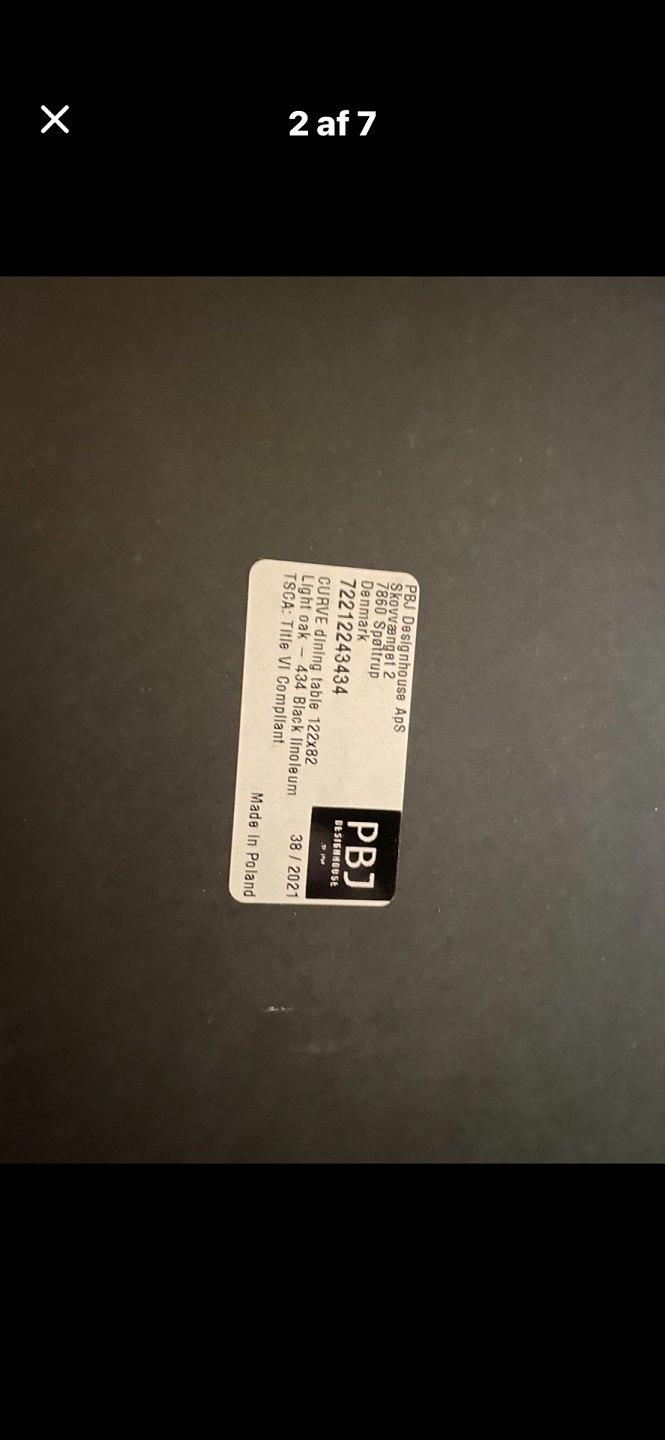 2 af 7
PBJ Designhouse ApS
Skovvænget 2
7860 Spøttrup
Denmark
72212243434
CURVE dining table 122x82
Light oak – 434 Black linoleum
TSCA: Title VI Compliant
38 / 2021
Made in Poland
PBJ
DESIGNHOUSE